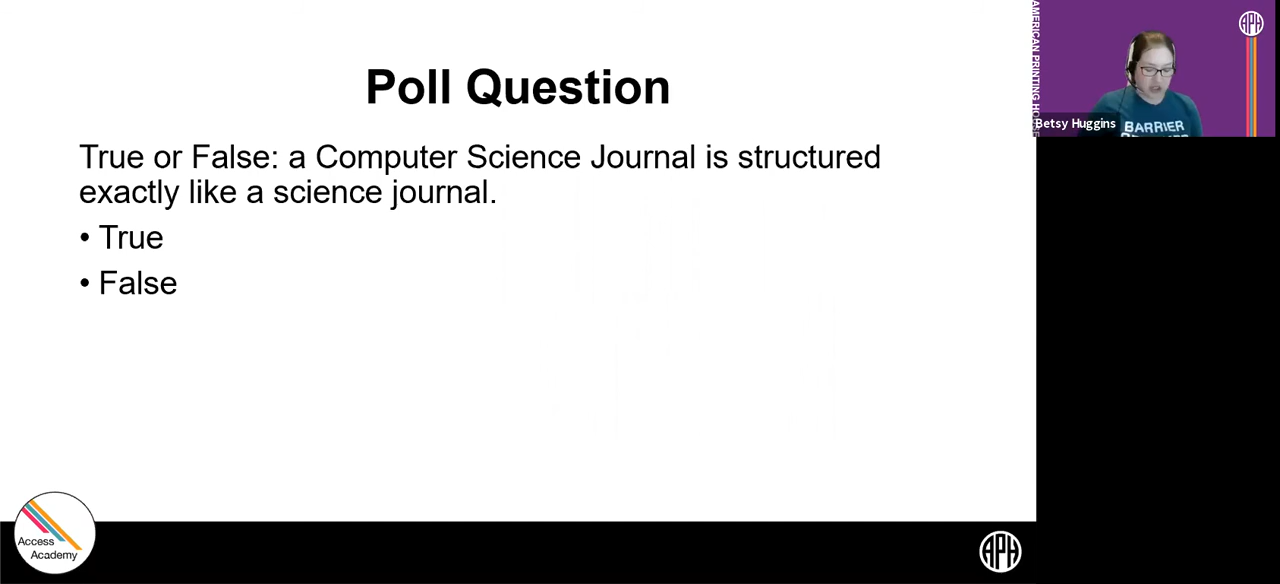 Poll Question
True or False: a Computer Science Journal is structured
exactly like a science journal.
• True
• False
Access
Academy
APH
AMERICAN PRINTING HOUSE
APH
BARRIER
Betsy Huggins